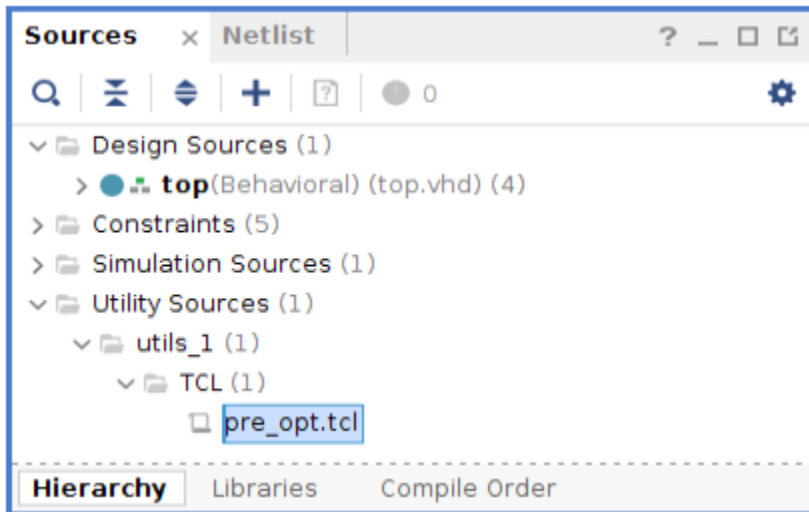 Sources × Netlist ? _
? 0
Design Sources (1)
top(Behavioral) (top.vhd) (4)
Constraints (5)
Simulation Sources (1)
Utility Sources (1)
utils_1 (1)
TCL (1)
pre_opt.tcl
Hierarchy Libraries Compile Order